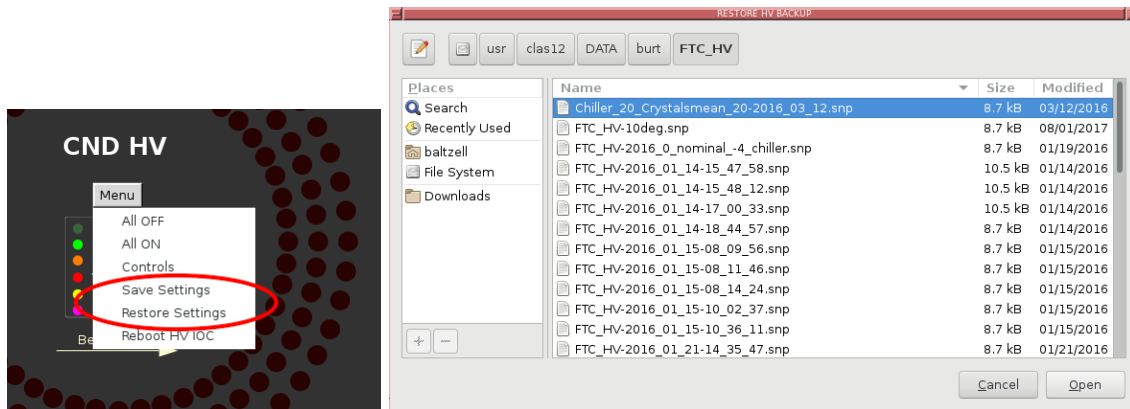 CND HV
Menu
All OFF
All ON
Controls
Save Settings
Restore Settings
Reboot HV IOC
Be
RESTORE HV BACKUP
usr clas12 DATA burt FTC_HV
Places
Search
Recently Used
baltzell
File System
Downloads
Name Size Modified
Chiller_20_Crystalsmean_20-2016_03_12.snp 8.7 kB 03/12/2016
FTC_HV-10deg.snp 8.7 kB 08/01/2017
FTC_HV-2016_0_nominal_-4_chiller.snp 8.7 kB 01/19/2016
FTC_HV-2016_01_14-15_47_58.snp 10.5 kB 01/14/2016
FTC_HV-2016_01_14-15_48_12.snp 10.5 kB 01/14/2016
FTC_HV-2016_01_14-17_00_33.snp 10.5 kB 01/14/2016
FTC_HV-2016_01_14-18_44_57.snp 8.7 kB 01/14/2016
FTC_HV-2016_01_15-08_09_56.snp 8.7 kB 01/15/2016
FTC_HV-2016_01_15-08_11_46.snp 8.7 kB 01/15/2016
FTC_HV-2016_01_15-08_14_24.snp 8.7 kB 01/15/2016
FTC_HV-2016_01_15-10_02_37.snp 8.7 kB 01/15/2016
FTC_HV-2016_01_15-10_36_11.snp 8.7 kB 01/15/2016
FTC_HV-2016_01_21-14_35_47.snp 8.7 kB 01/21/2016
Cancel Open